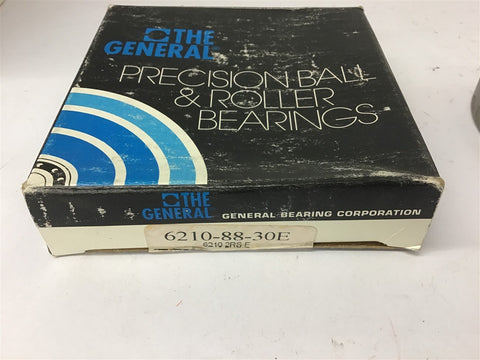 THE
GENERAL
PRECISION BALL
& ROLLER
BEARINGS
THE
GENERAL
GENERAL BEARING CORPORATION
6210-88-30E
6210 2RS E